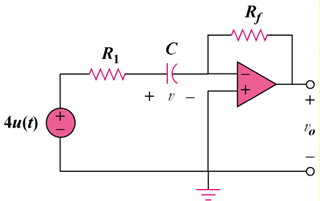 R_f
R_1 C
+ v −
4u(t) + −
− +
+
v_o
−